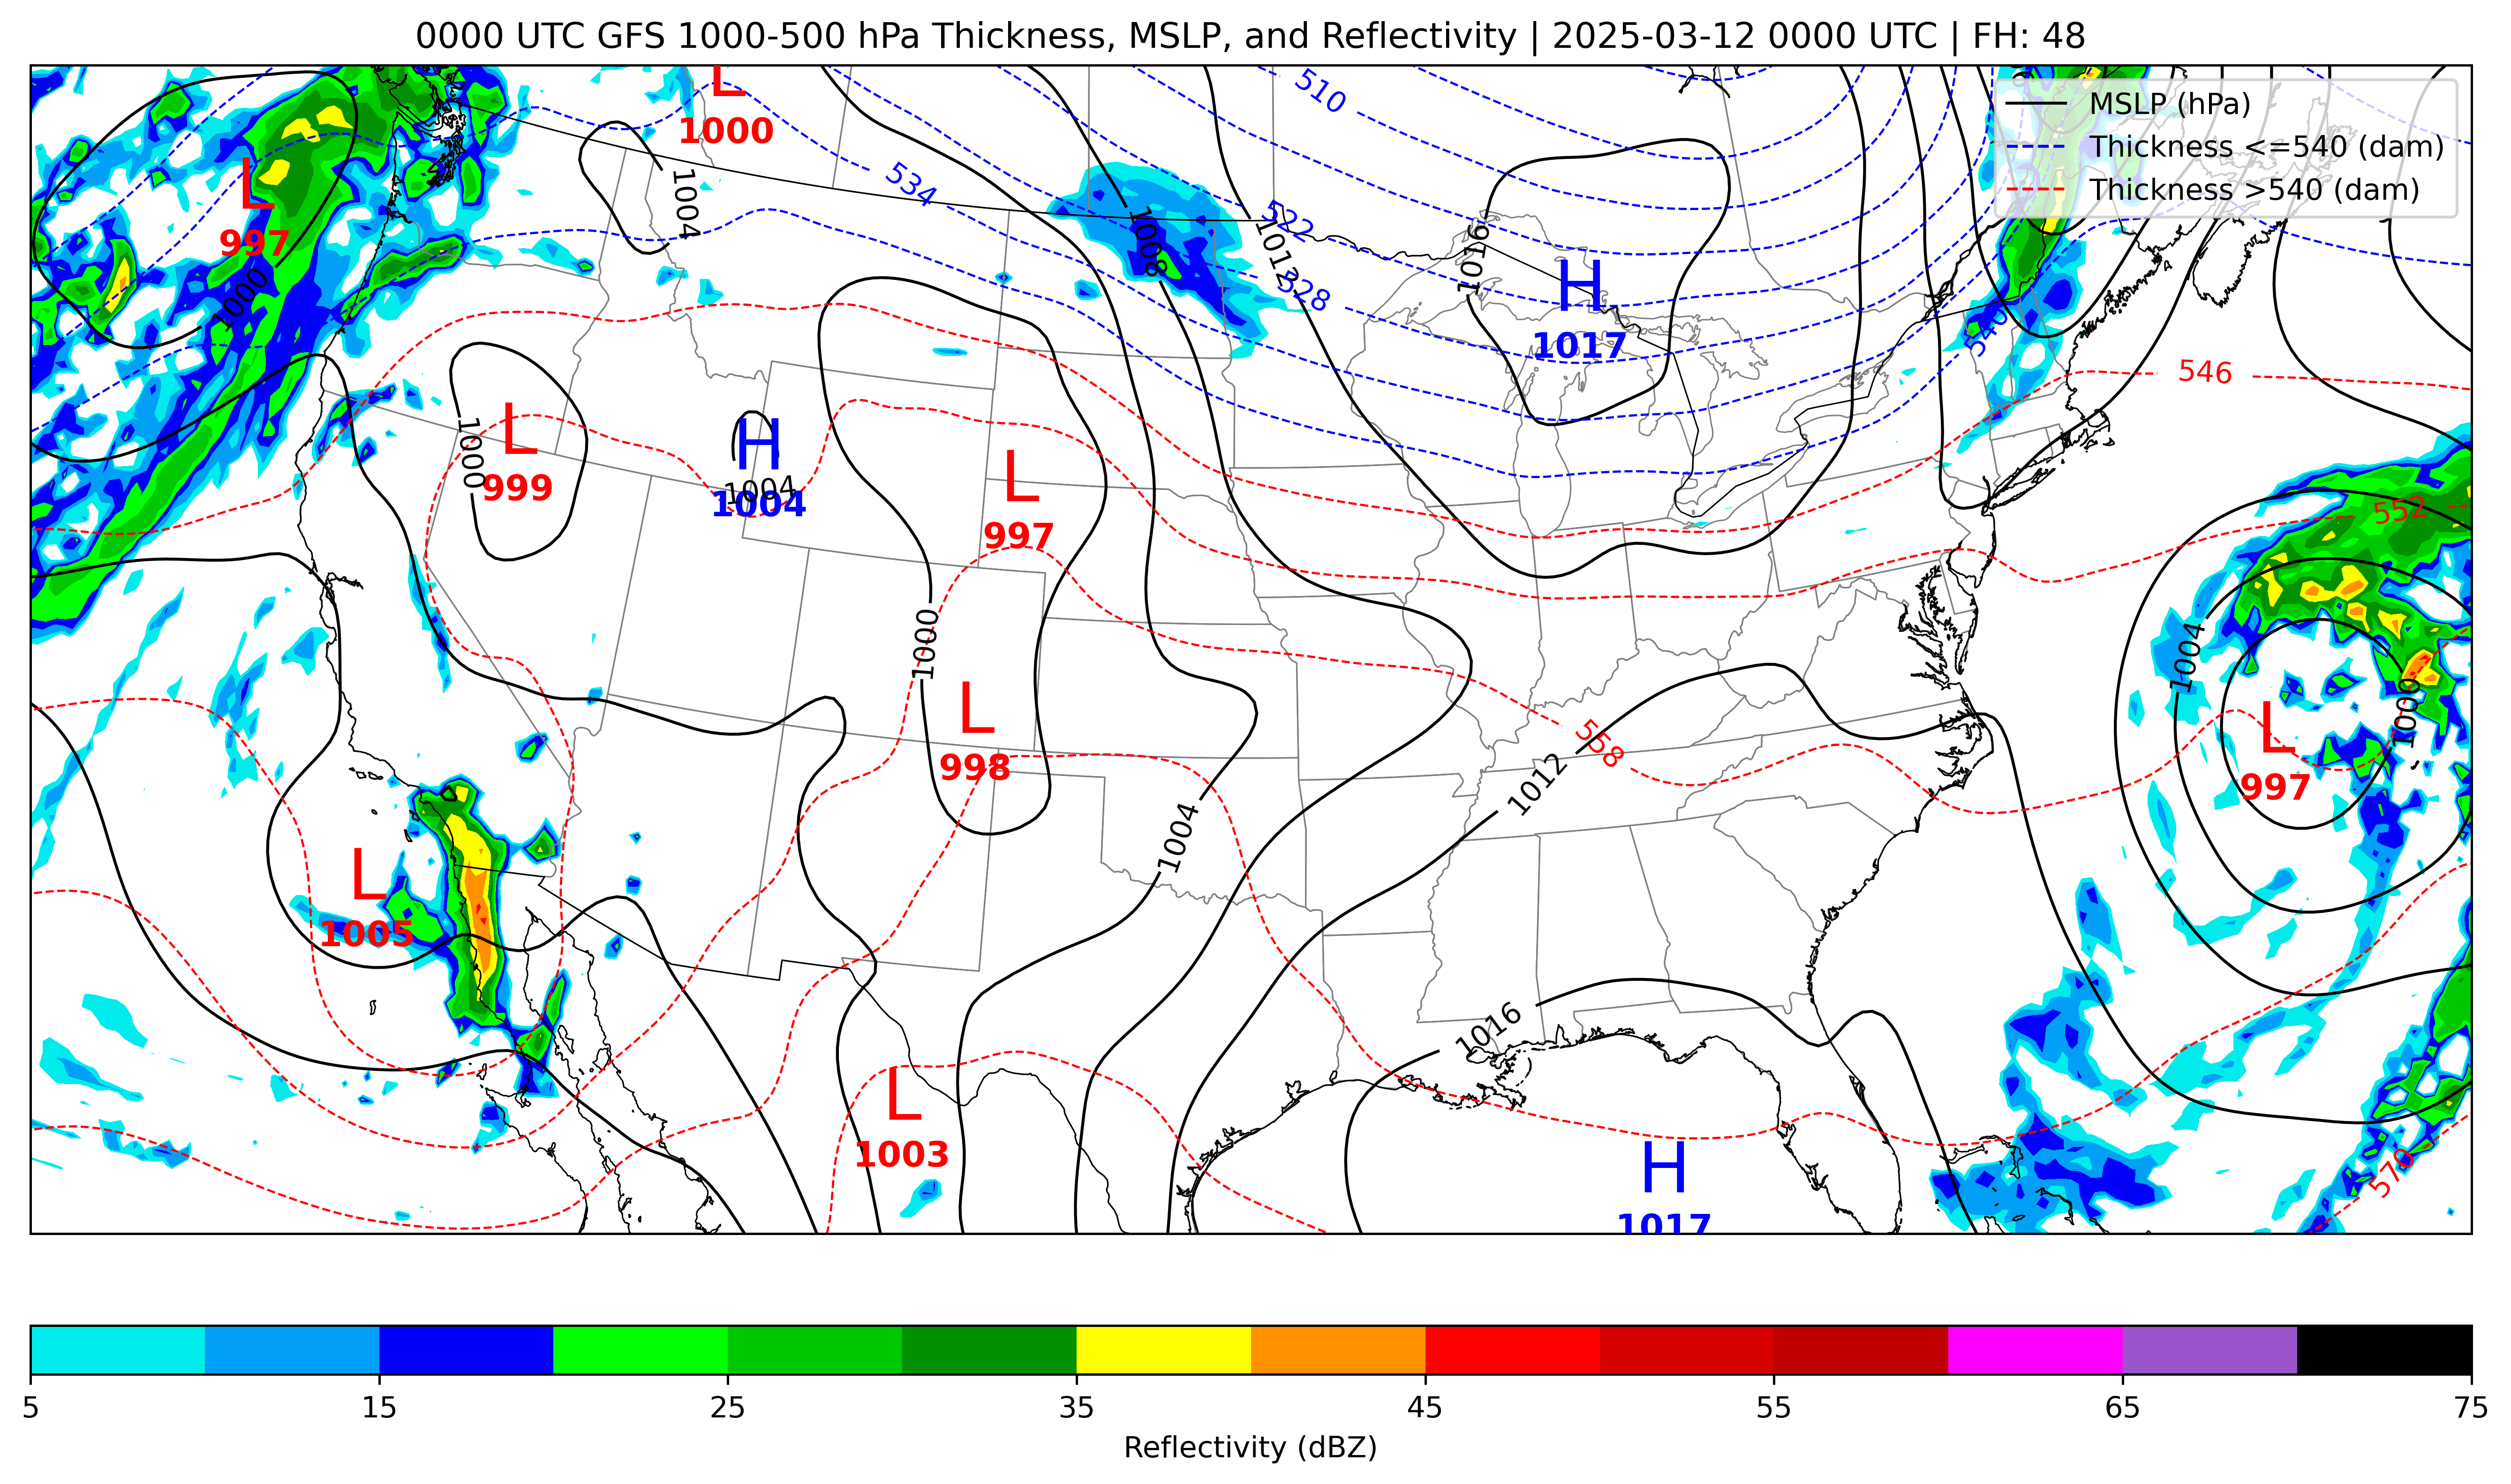 0000 UTC GFS 1000-500 hPa Thickness, MSLP, and Reflectivity | 2025-03-12 0000 UTC | FH: 48
MSLP (hPa)
Thickness <=540 (dam)
Thickness >540 (dam)
L
1000
510
534
1004
L
997
1000
1008
522
1012
528
1016
H
1017
540
546
L
999
1000
H
1004
1004
L
997
552
1000
1004
1000
L
997
L
998
558
1012
1004
L
1005
1016
L
1003
H
1017
570
5
15
25
35
45
55
65
75
Reflectivity (dBZ)